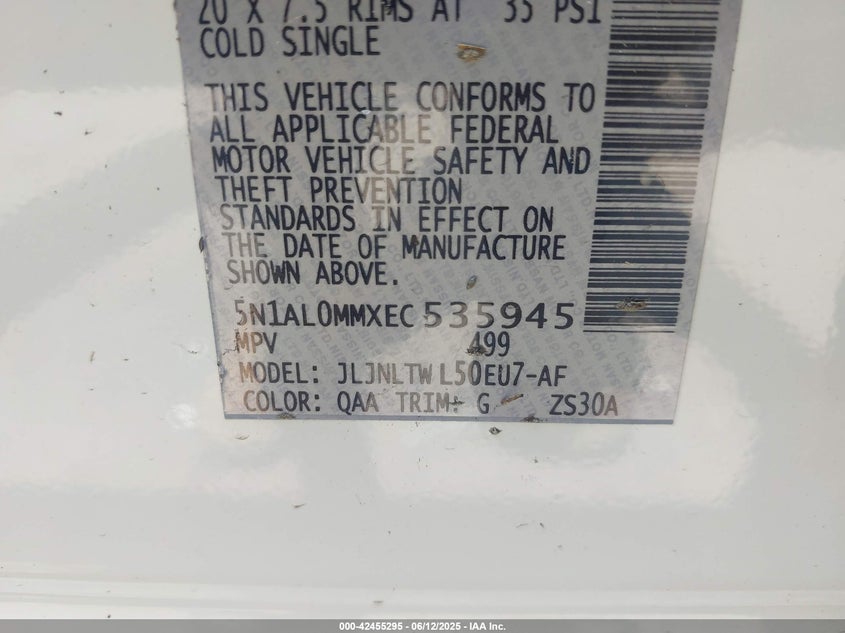 20 X 7.5 RIMS AT 35 PSI
COLD SINGLE
THIS VEHICLE CONFORMS TO
ALL APPLICABLE FEDERAL
MOTOR VEHICLE SAFETY AND
THEFT PREVENTION
STANDARDS IN EFFECT ON
THE DATE OF MANUFACTURE
SHOWN ABOVE.
5N1AL0MMXEC535945
MPV 499
MODEL: JLJNLTW L50EU7-AF
COLOR: QAA TRIM: G ZS30A
000-42455295 - 06/12/2025 - IAA Inc.